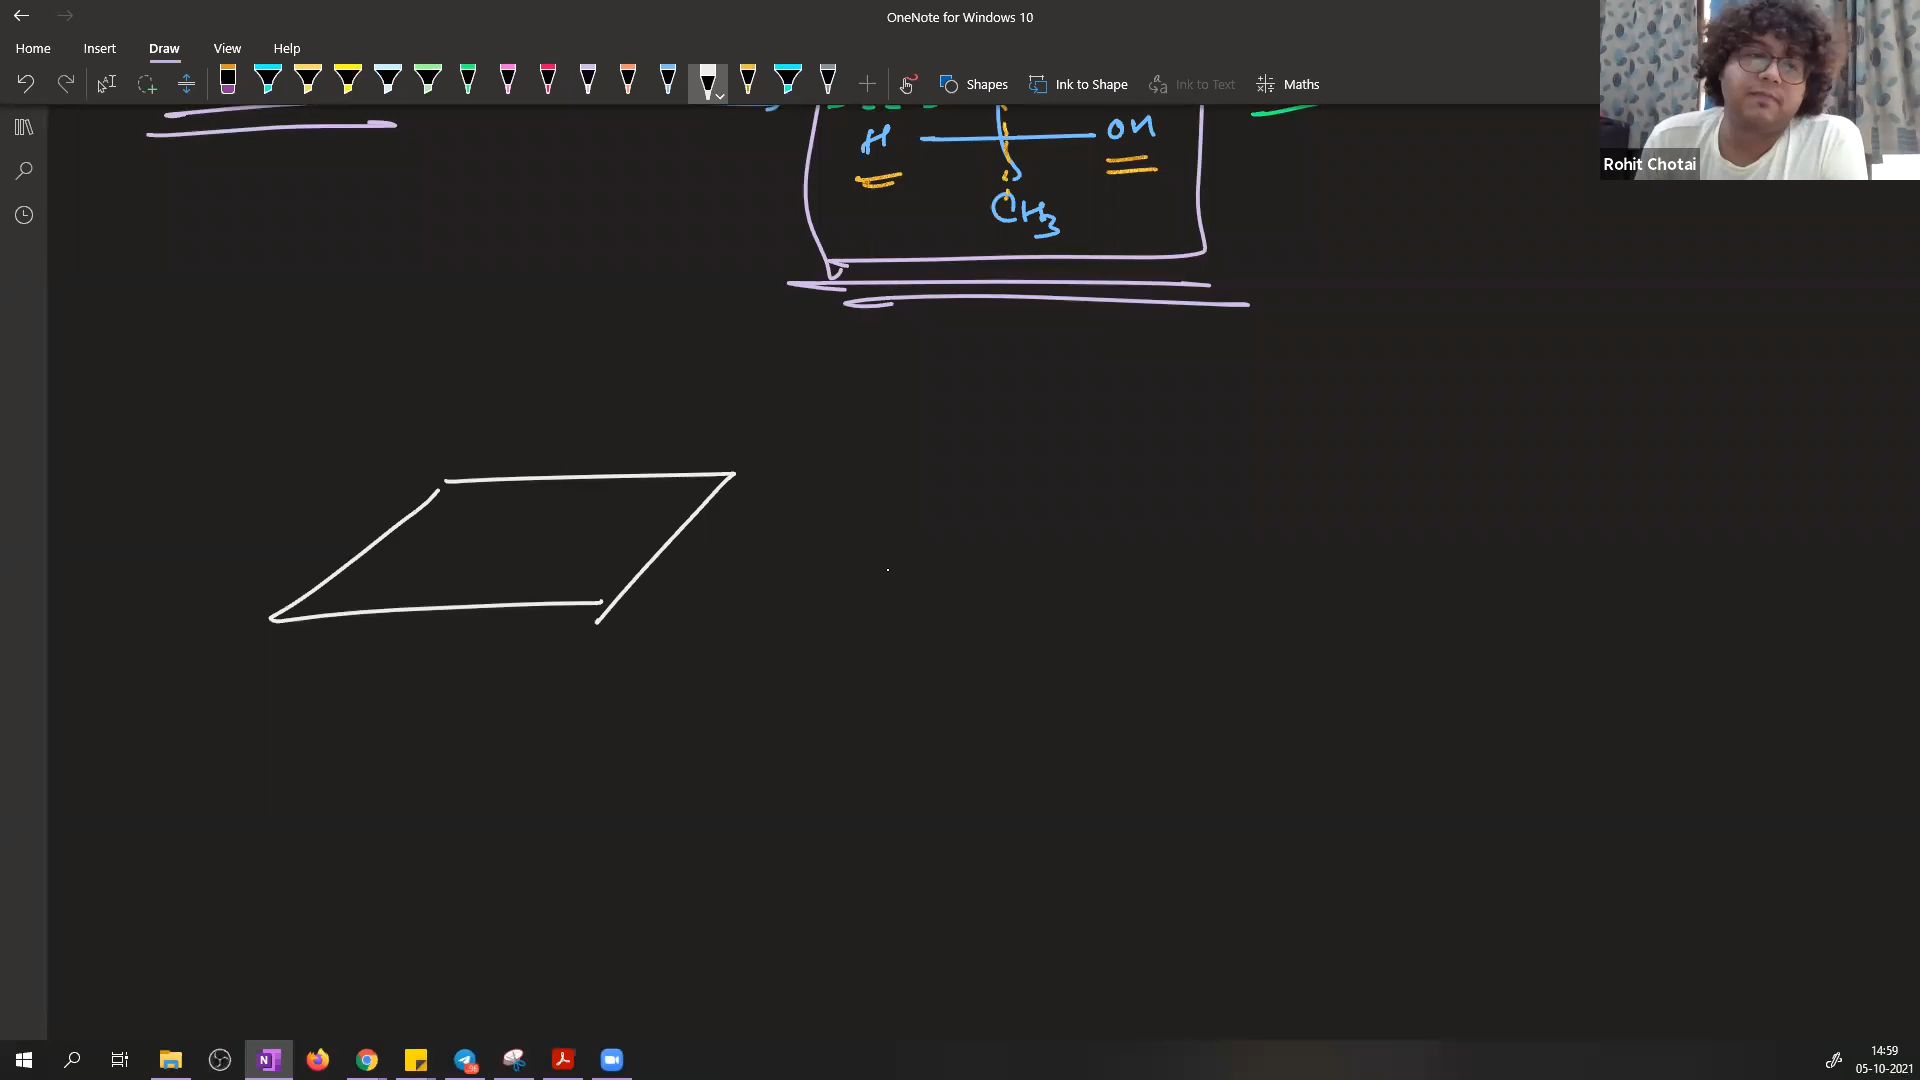 OneNote for Windows 10
Home Insert Draw View Help
Shapes Ink to Shape Ink to Text Maths
Rohit Chotai
H OH
CH3
14:59
05-10-2021